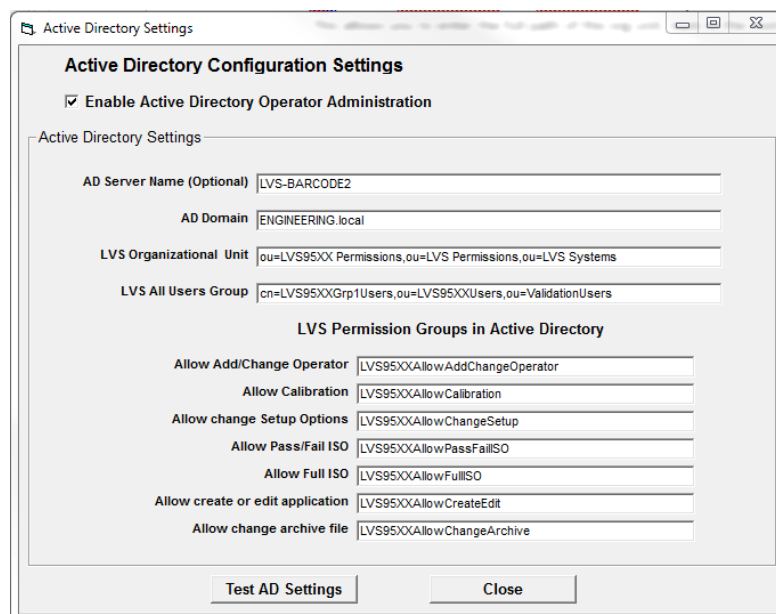 Active Directory Settings
Active Directory Configuration Settings
Enable Active Directory Operator Administration
Active Directory Settings
AD Server Name (Optional) LVS-BARCODE2
AD Domain ENGINEERING.local
LVS Organizational Unit ou=LVS95XX Permissions,ou=LVS Permissions,ou=LVS Systems
LVS All Users Group cn=LVS95XXGrp1Users,ou=LVS95XXUsers,ou=ValidationUsers
LVS Permission Groups in Active Directory
Allow Add/Change Operator LVS95XXAllowAddChangeOperator
Allow Calibration LVS95XXAllowCalibration
Allow change Setup Options LVS95XXAllowChangeSetup
Allow Pass/Fail ISO LVS95XXAllowPassFailISO
Allow Full ISO LVS95XXAllowFullISO
Allow create or edit application LVS95XXAllowCreateEdit
Allow change archive file LVS95XXAllowChangeArchive
Test AD Settings Close